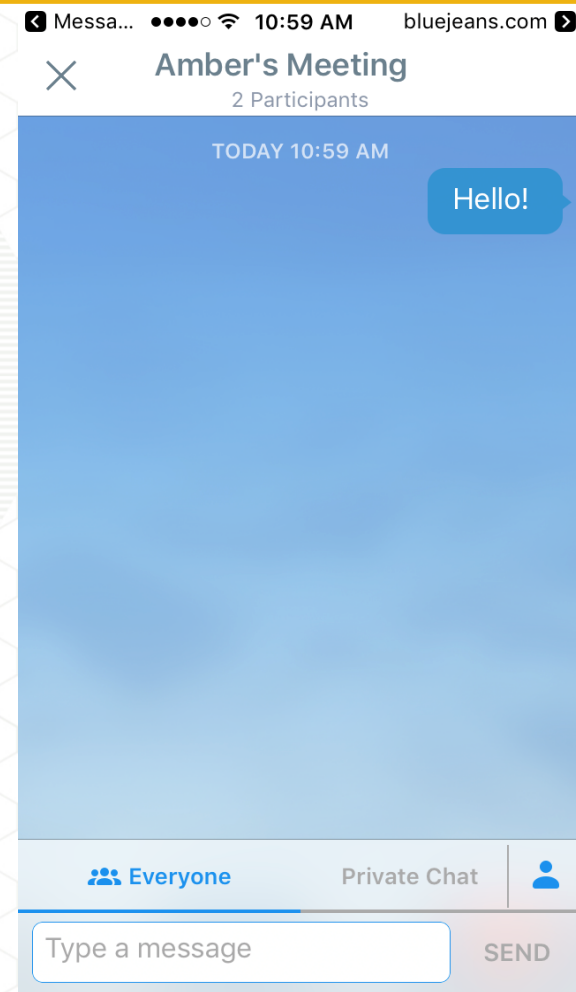 Messa... 10:59 AM bluejeans.com
Amber's Meeting
2 Participants
TODAY 10:59 AM
Hello!
Everyone Private Chat
Type a message SEND